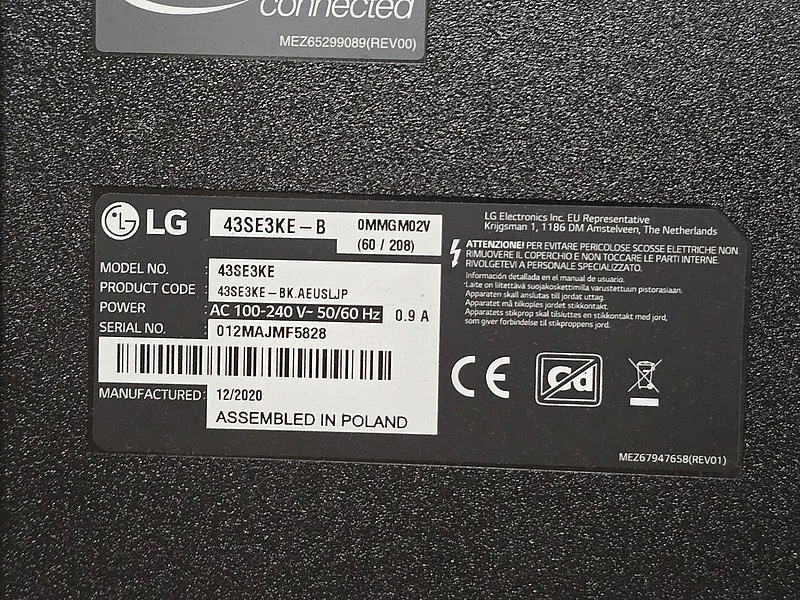 connected
MEZ65299089(REV00)
LG
43SE3KE-B
0MMGM02V
(60 / 208)
MODEL NO.
43SE3KE
PRODUCT CODE
43SE3KE-BK.AEUSLJP
POWER
AC 100-240 V~ 50/60 Hz
0.9 A
SERIAL NO.
012MAJMF5828
MANUFACTURED:
12/2020
ASSEMBLED IN POLAND
LG Electronics Inc. EU Representative
Krijgsman 1, 1186 DM Amstelveen, The Netherlands
ATTENZIONE! PER EVITARE PERICOLOSE SCOSSE ELETTRICHE NON
RIMUOVERE IL COPERCHIO E NON TOCCARE LE PARTI INTERNE.
RIVOLGETEVI A PERSONALE SPECIALIZZATO.
Información detallada en el manual de usuario.
Laite on liitettävä suojakoskettimilla varustettuun pistorasiaan.
Apparaten skall anslutas till jordat uttag.
Apparatet må tilkoples jordet stikkontakt.
Apparatets stikprop skal tilsluttes en stikkontakt med jord,
som giver forbindelse til stikproppens jord.
CE
Cd
MEZ67947658(REV01)